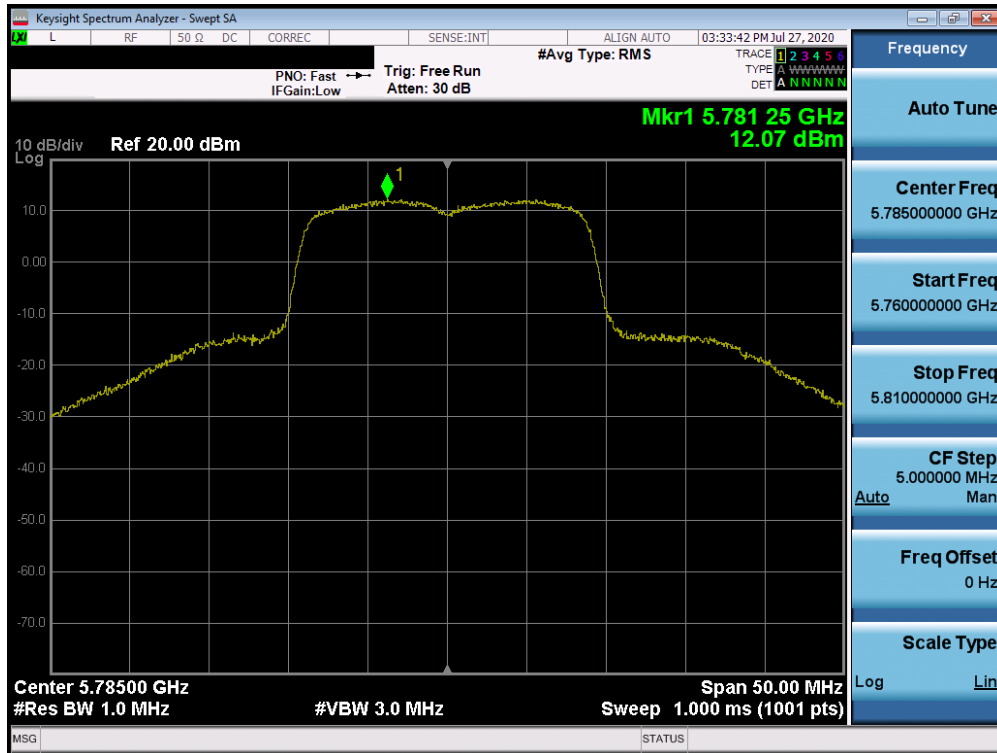 Keysight Spectrum Analyzer - Swept SA
LXI L RF 50 Ω DC CORREC SENSE:INT ALIGN AUTO 03:33:42 PM Jul 27, 2020
Frequency
#Avg Type: RMS
TRACE 1 2 3 4 5 6
PNO: Fast
Trig: Free Run
TYPE A WWWWW
IFGain:Low
Atten: 30 dB
DET A N N N N N
Auto Tune
Mkr1 5.781 25 GHz
12.07 dBm
10 dB/div
Log
Ref 20.00 dBm
1
10.0
0.00
-10.0
-20.0
-30.0
-40.0
-50.0
-60.0
-70.0
Center Freq
5.785000000 GHz
Start Freq
5.760000000 GHz
Stop Freq
5.810000000 GHz
CF Step
5.000000 MHz
Auto Man
Freq Offset
0 Hz
Scale Type
Log Lin
Center 5.78500 GHz
Span 50.00 MHz
#Res BW 1.0 MHz
#VBW 3.0 MHz
Sweep 1.000 ms (1001 pts)
MSG
STATUS